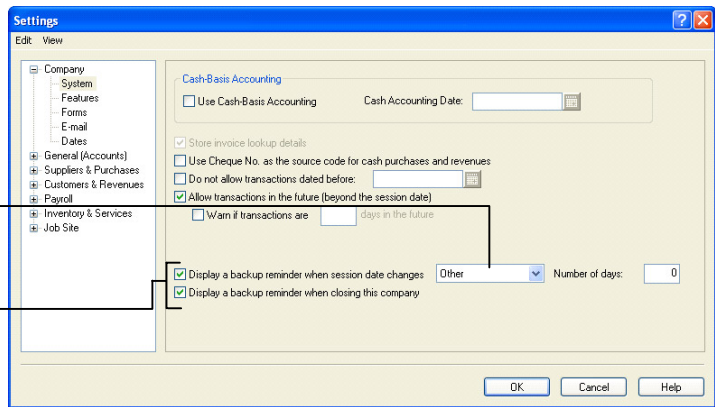 Settings
Edit View
Company
System
Features
Forms
E-mail
Dates
General (Accounts)
Suppliers & Purchases
Customers & Revenues
Payroll
Inventory & Services
Job Site
Cash-Basis Accounting
Use Cash-Basis Accounting Cash Accounting Date:
Store invoice lookup details
Use Cheque No. as the source code for cash purchases and revenues
Do not allow transactions dated before:
Allow transactions in the future (beyond the session date)
Warn if transactions are days in the future
Display a backup reminder when session date changes Other Number of days: 0
Display a backup reminder when closing this company
OK Cancel Help